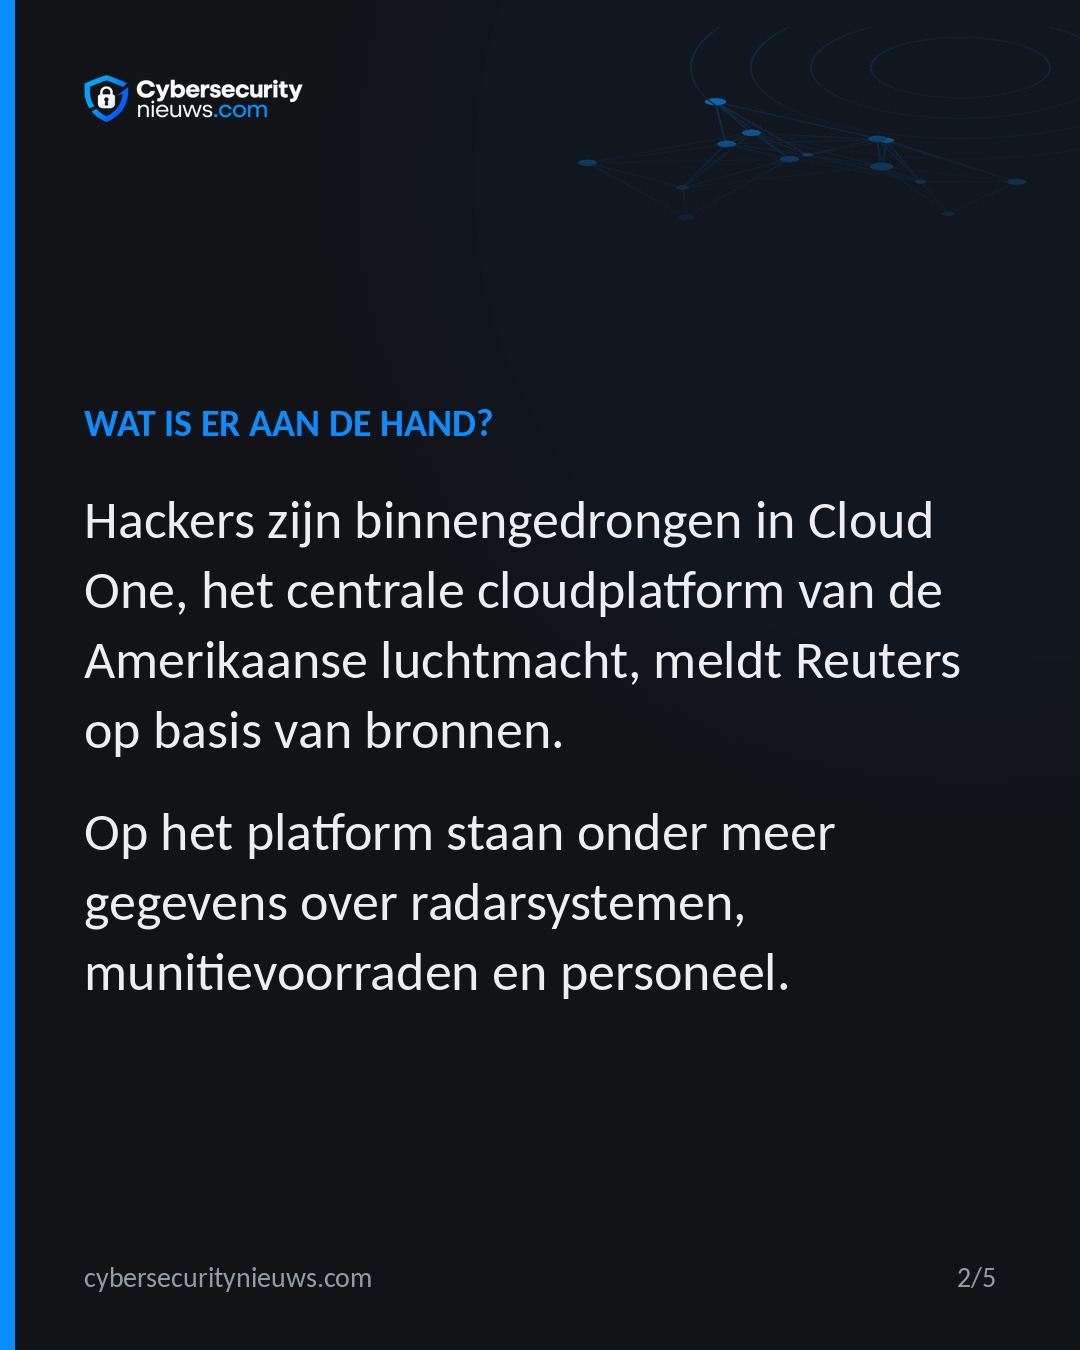 Cybersecurity
nieuws.com
WAT IS ER AAN DE HAND?
Hackers zijn binnengedrongen in Cloud
One, het centrale cloudplatform van de
Amerikaanse luchtmacht, meldt Reuters
op basis van bronnen.
Op het platform staan onder meer
gegevens over radarsystemen,
munitievoorraden en personeel.
cybersecuritynieuws.com
2/5